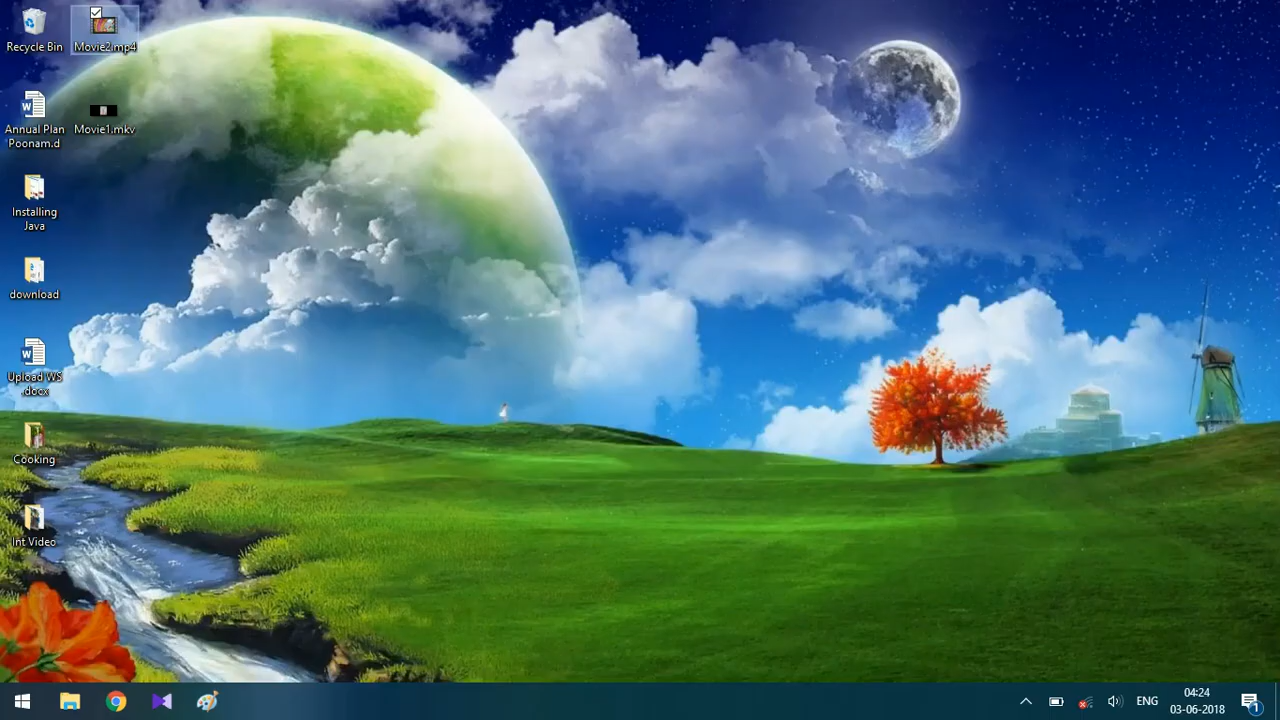 Recycle Bin
Movie2.mp4
Annual Plan
Poonam.d
Movie1.mkv
Installing
Java
download
Upload WS
.docx
Cooking
Int Video
ENG
04:24
03-06-2018
1